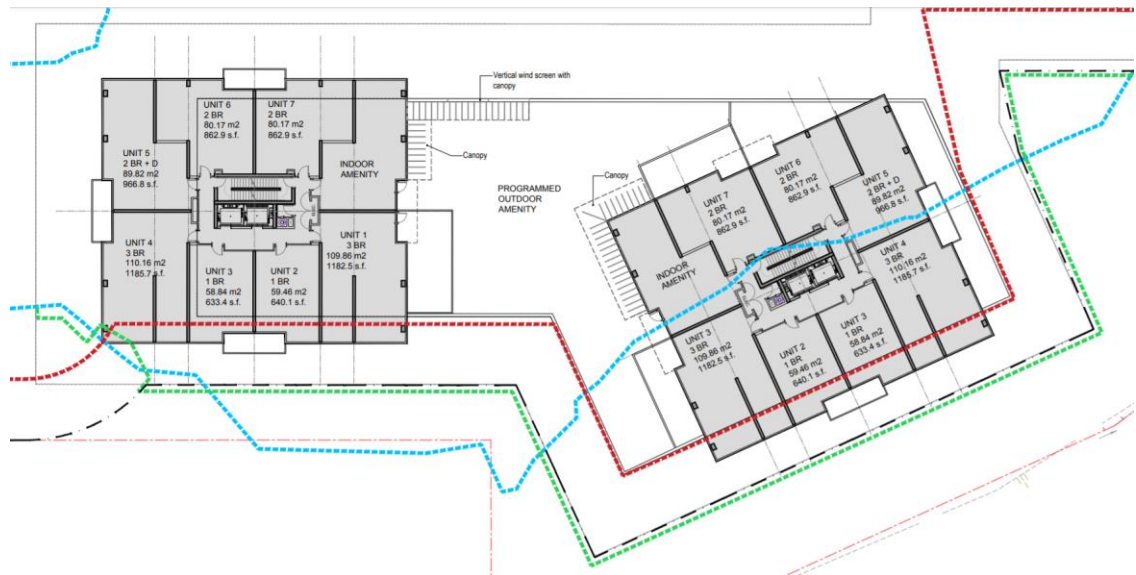 Vertical wind screen with
canopy
Canopy
UNIT 6
2 BR
80.17 m2
862.9 s.f.
UNIT 7
2 BR
80.17 m2
862.9 s.f.
UNIT 5
2 BR + D
89.82 m2
966.8 s.f.
INDOOR
AMENITY
UNIT 4
3 BR
110.16 m2
1185.7 s.f.
UNIT 3
1 BR
58.84 m2
633.4 s.f.
UNIT 2
1 BR
59.46 m2
640.1 s.f.
UNIT 1
3 BR
109.86 m2
1182.5 s.f.
PROGRAMMED
OUTDOOR
AMENITY
Canopy
UNIT 7
2 BR
80.17 m2
862.9 s.f.
UNIT 6
2 BR
80.17 m2
862.9 s.f.
UNIT 5
2 BR + D
89.82 m2
966.8 s.f.
INDOOR
AMENITY
UNIT 4
3 BR
110.16 m2
1185.7 s.f.
UNIT 3
3 BR
109.86 m2
1182.5 s.f.
UNIT 2
1 BR
59.46 m2
640.1 s.f.
UNIT 3
1 BR
58.84 m2
633.4 s.f.